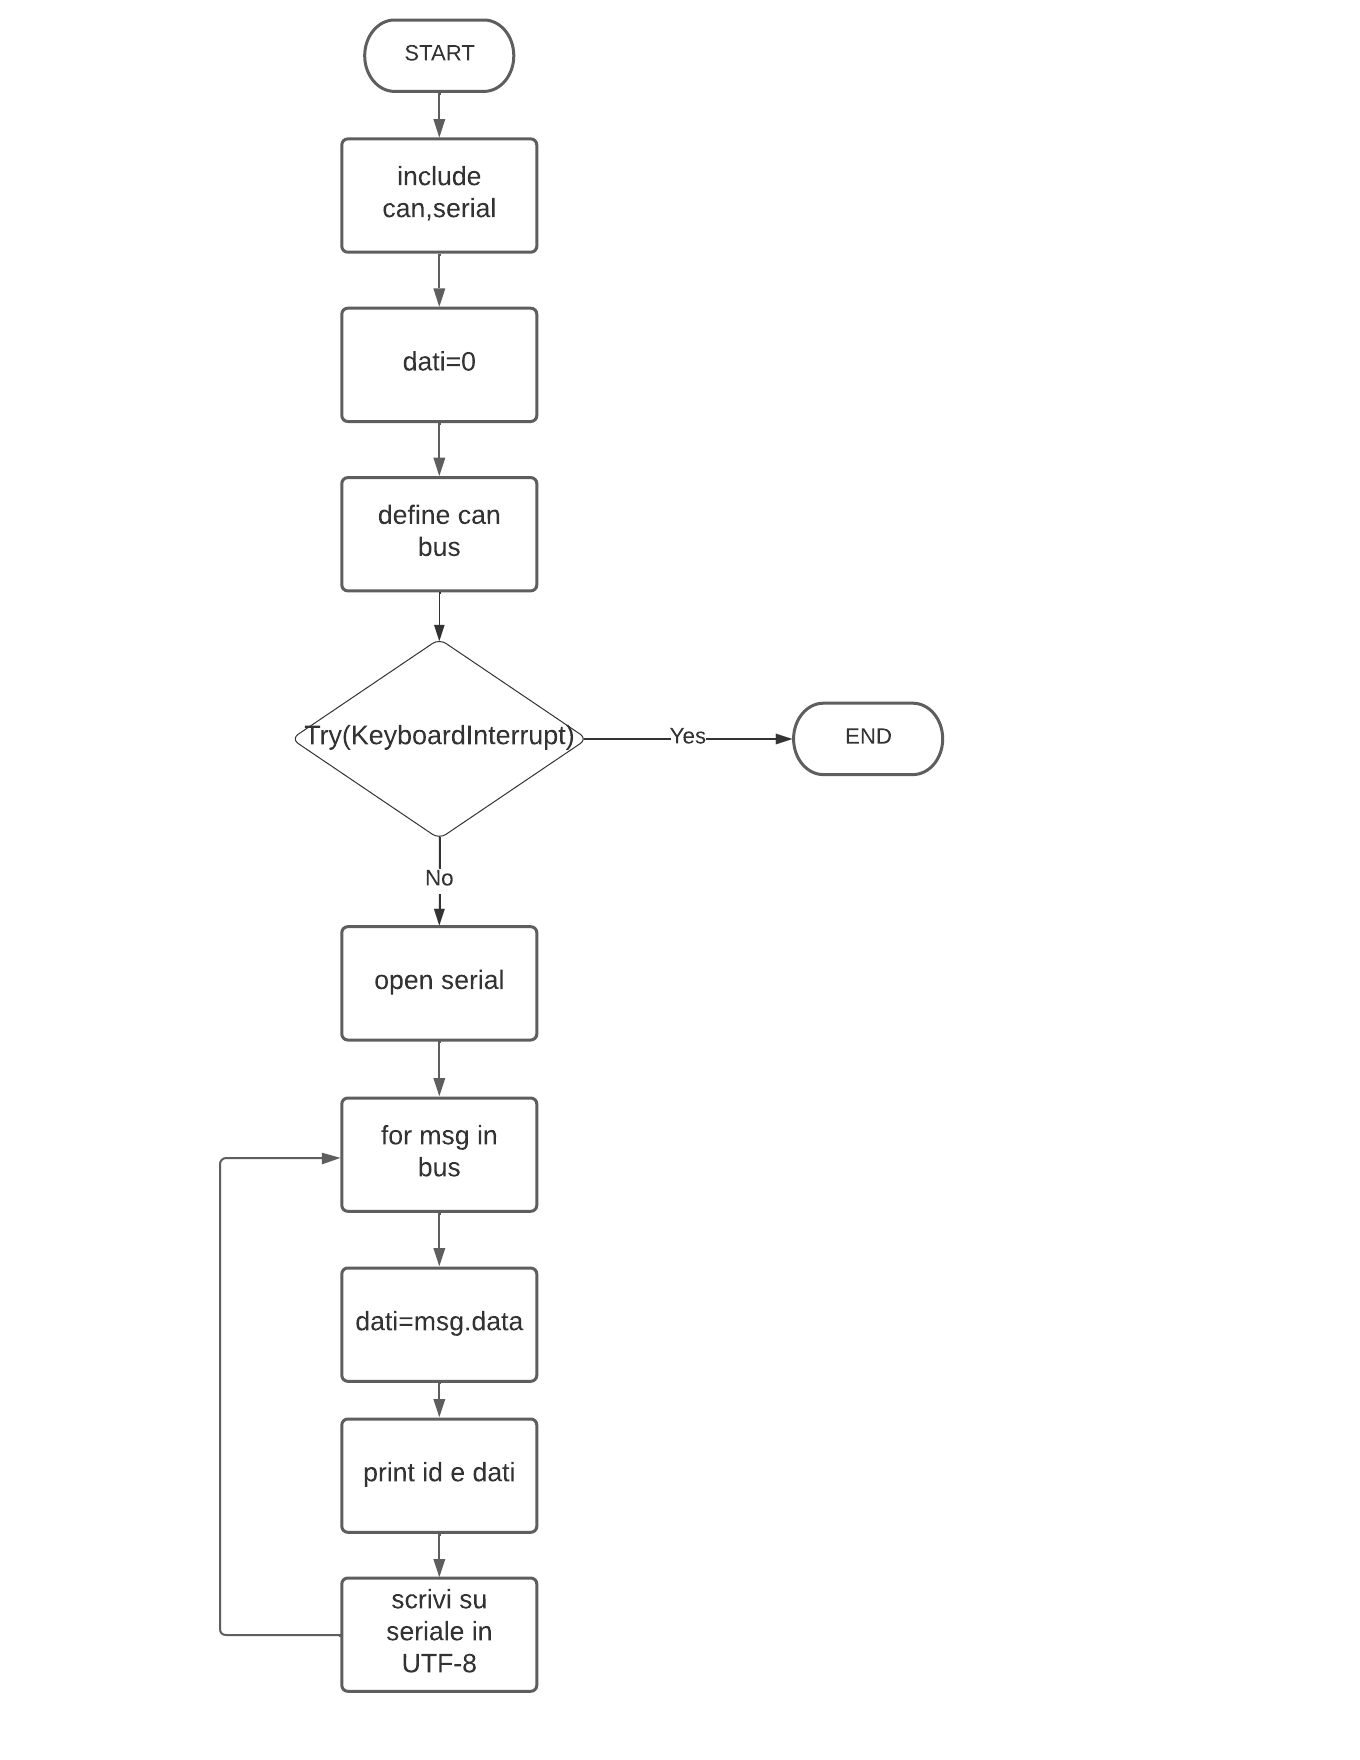 START
include
can,serial
dati=0
define can
bus
Try(KeyboardInterrupt)
Yes
END
No
open serial
for msg in
bus
dati=msg.data
print id e dati
scrivi su
seriale in
UTF-8